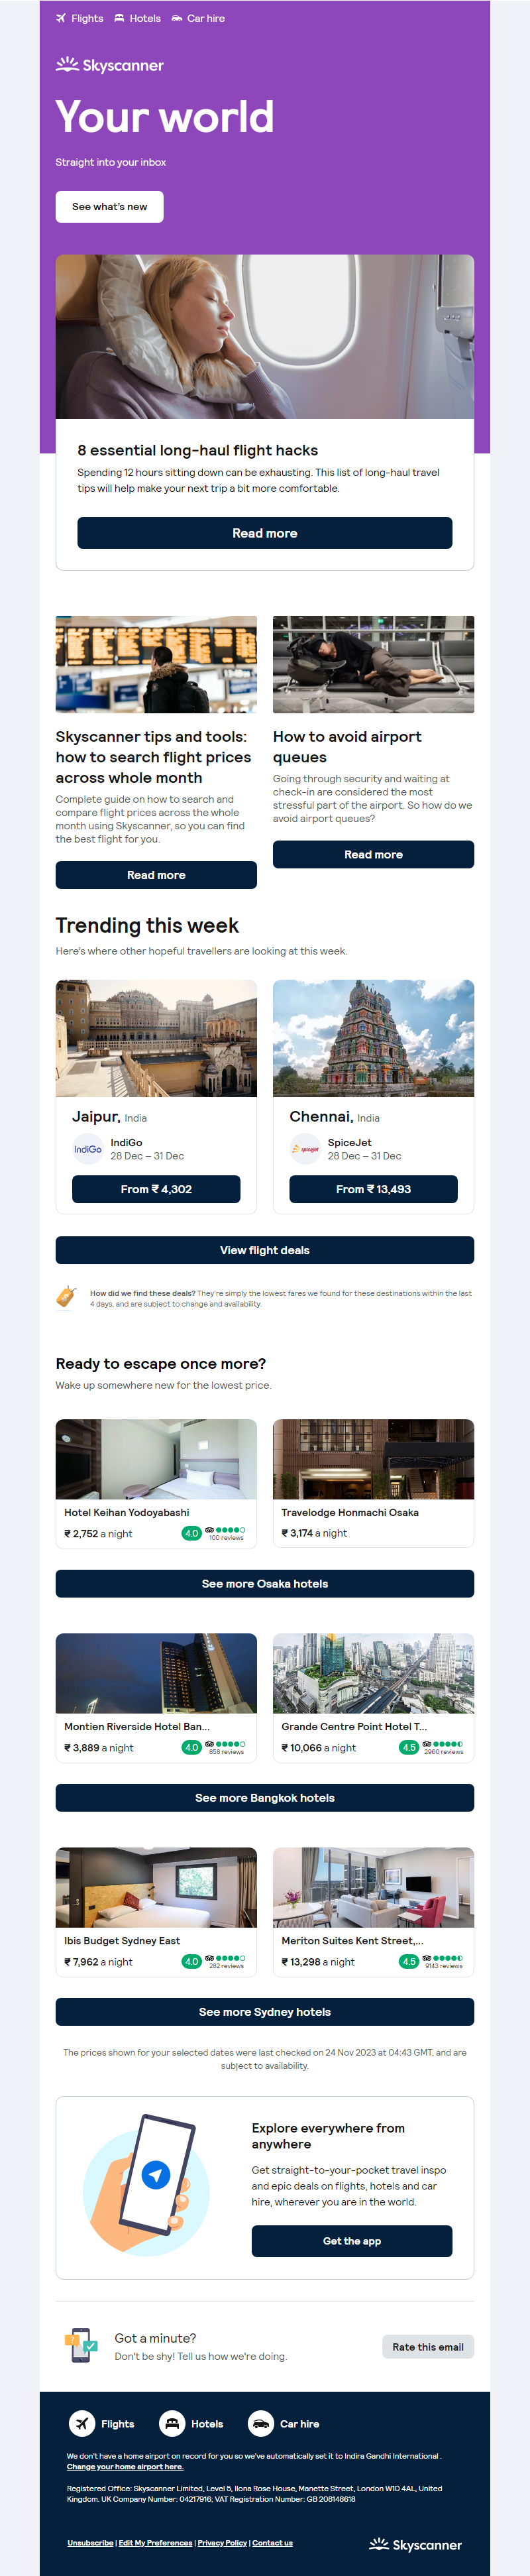 Flights Hotels Car hire
Skyscanner
Your world
Straight into your inbox
See what's new
8 essential long-haul flight hacks
Spending 12 hours sitting down can be exhausting. This list of long-haul travel
tips will help make your next trip a bit more comfortable.
Read more
Skyscanner tips and tools:
how to search flight prices
across whole month
Complete guide on how to search and
compare flight prices across the whole
month using Skyscanner, so you can find
the best flight for you.
Read more
How to avoid airport
queues
Going through security and waiting at
check-in are considered the most
stressful part of the airport. So how do we
avoid airport queues?
Read more
Trending this week
Here's where other hopeful travellers are looking at this week.
Jaipur, India
IndiGo
IndiGo
28 Dec – 31 Dec
From ₹ 4,302
Chennai, India
spicejet
SpiceJet
28 Dec – 31 Dec
From ₹ 13,493
View flight deals
How did we find these deals? They're simply the lowest fares we found for these destinations within the last
4 days, and are subject to change and availability.
Ready to escape once more?
Wake up somewhere new for the lowest price.
Hotel Keihan Yodoyabashi
₹ 2,752 a night
4.0
100 reviews
Travelodge Honmachi Osaka
₹ 3,174 a night
See more Osaka hotels
Montien Riverside Hotel Ban...
₹ 3,889 a night
4.0
858 reviews
Grande Centre Point Hotel T...
₹ 10,066 a night
4.5
2960 reviews
See more Bangkok hotels
Ibis Budget Sydney East
₹ 7,962 a night
4.0
282 reviews
Meriton Suites Kent Street,...
₹ 13,298 a night
4.5
9143 reviews
See more Sydney hotels
The prices shown for your selected dates were last checked on 24 Nov 2023 at 04:43 GMT, and are
subject to availability.
Explore everywhere from
anywhere
Get straight-to-your-pocket travel inspo
and epic deals on flights, hotels and car
hire, wherever you are in the world.
Get the app
Got a minute?
Don't be shy! Tell us how we're doing.
Rate this email
Flights Hotels Car hire
We don't have a home airport on record for you so we've automatically set it to Indira Gandhi International .
Change your home airport here.
Registered Office: Skyscanner Limited, Level 5, Ilona Rose House, Manette Street, London W1D 4AL, United
Kingdom. UK Company Number: 04217916; VAT Registration Number: GB 208148618
Unsubscribe | Edit My Preferences | Privacy Policy | Contact us
Skyscanner